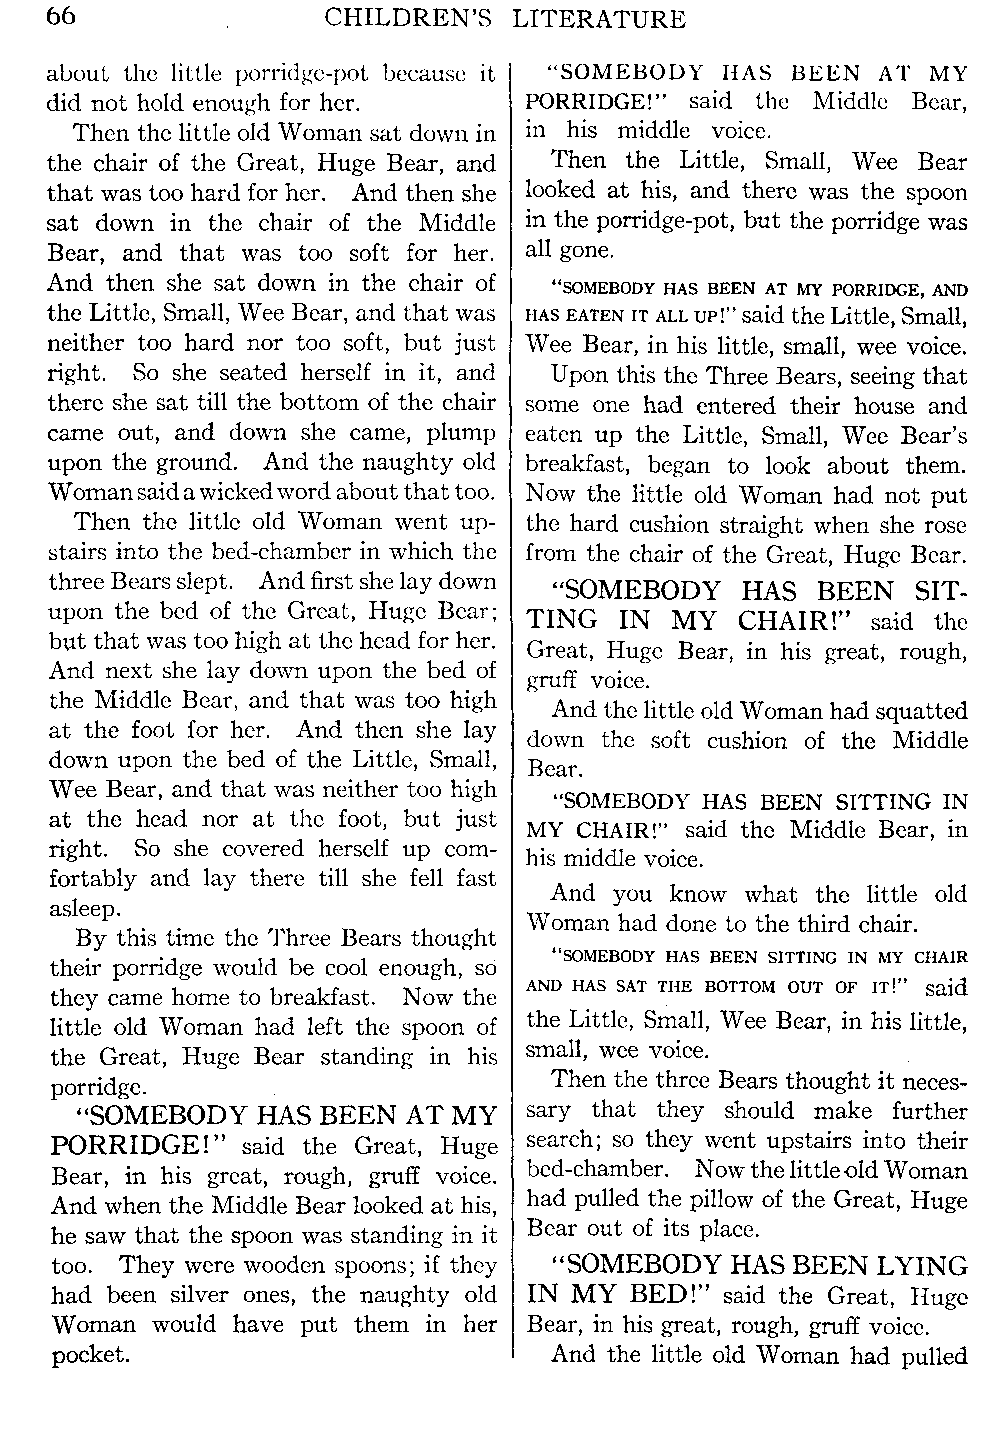 66
CHILDREN'S LITERATURE
about the little porridge-pot because it
did not hold enough for her.
Then the little old Woman sat down in
the chair of the Great, Huge Bear, and
that was too hard for her. And then she
sat down in the chair of the Middle
Bear, and that was too soft for her.
And then she sat down in the chair of
the Little, Small, Wee Bear, and that was
neither too hard nor too soft, but just
right. So she seated herself in it, and
there she sat till the bottom of the chair
came out, and down she came, plump
upon the ground. And the naughty old
Woman said a wicked word about that too.
Then the little old Woman went up-
stairs into the bed-chamber in which the
three Bears slept. And first she lay down
upon the bed of the Great, Huge Bear;
but that was too high at the head for her.
And next she lay down upon the bed of
the Middle Bear, and that was too high
at the foot for her. And then she lay
down upon the bed of the Little, Small,
Wee Bear, and that was neither too high
at the head nor at the foot, but just
right. So she covered herself up com-
fortably and lay there till she fell fast
asleep.
By this time the Three Bears thought
their porridge would be cool enough, so
they came home to breakfast. Now the
little old Woman had left the spoon of
the Great, Huge Bear standing in his
porridge.
"SOMEBODY HAS BEEN AT MY
PORRIDGE!" said the Great, Huge
Bear, in his great, rough, gruff voice.
And when the Middle Bear looked at his,
he saw that the spoon was standing in it
too. They were wooden spoons; if they
had been silver ones, the naughty old
Woman would have put them in her
pocket.
"SOMEBODY HAS BEEN AT MY
PORRIDGE!" said the Middle Bear,
in his middle voice.
Then the Little, Small, Wee Bear
looked at his, and there was the spoon
in the porridge-pot, but the porridge was
all gone.
"SOMEBODY HAS BEEN AT MY PORRIDGE, AND
HAS EATEN IT ALL UP!" said the Little, Small,
Wee Bear, in his little, small, wee voice.
Upon this the Three Bears, seeing that
some one had entered their house and
eaten up the Little, Small, Wee Bear's
breakfast, began to look about them.
Now the little old Woman had not put
the hard cushion straight when she rose
from the chair of the Great, Huge Bear.
"SOMEBODY HAS BEEN SIT-
TING IN MY CHAIR!" said the
Great, Huge Bear, in his great, rough,
gruff voice.
And the little old Woman had squatted
down the soft cushion of the Middle
Bear.
"SOMEBODY HAS BEEN SITTING IN
MY CHAIR!" said the Middle Bear, in
his middle voice.
And you know what the little old
Woman had done to the third chair.
"SOMEBODY HAS BEEN SITTING IN MY CHAIR
AND HAS SAT THE BOTTOM OUT OF IT!" said
the Little, Small, Wee Bear, in his little,
small, wee voice.
Then the three Bears thought it neces-
sary that they should make further
search; so they went upstairs into their
bed-chamber. Now the little old Woman
had pulled the pillow of the Great, Huge
Bear out of its place.
"SOMEBODY HAS BEEN LYING
IN MY BED!" said the Great, Huge
Bear, in his great, rough, gruff voice.
And the little old Woman had pulled